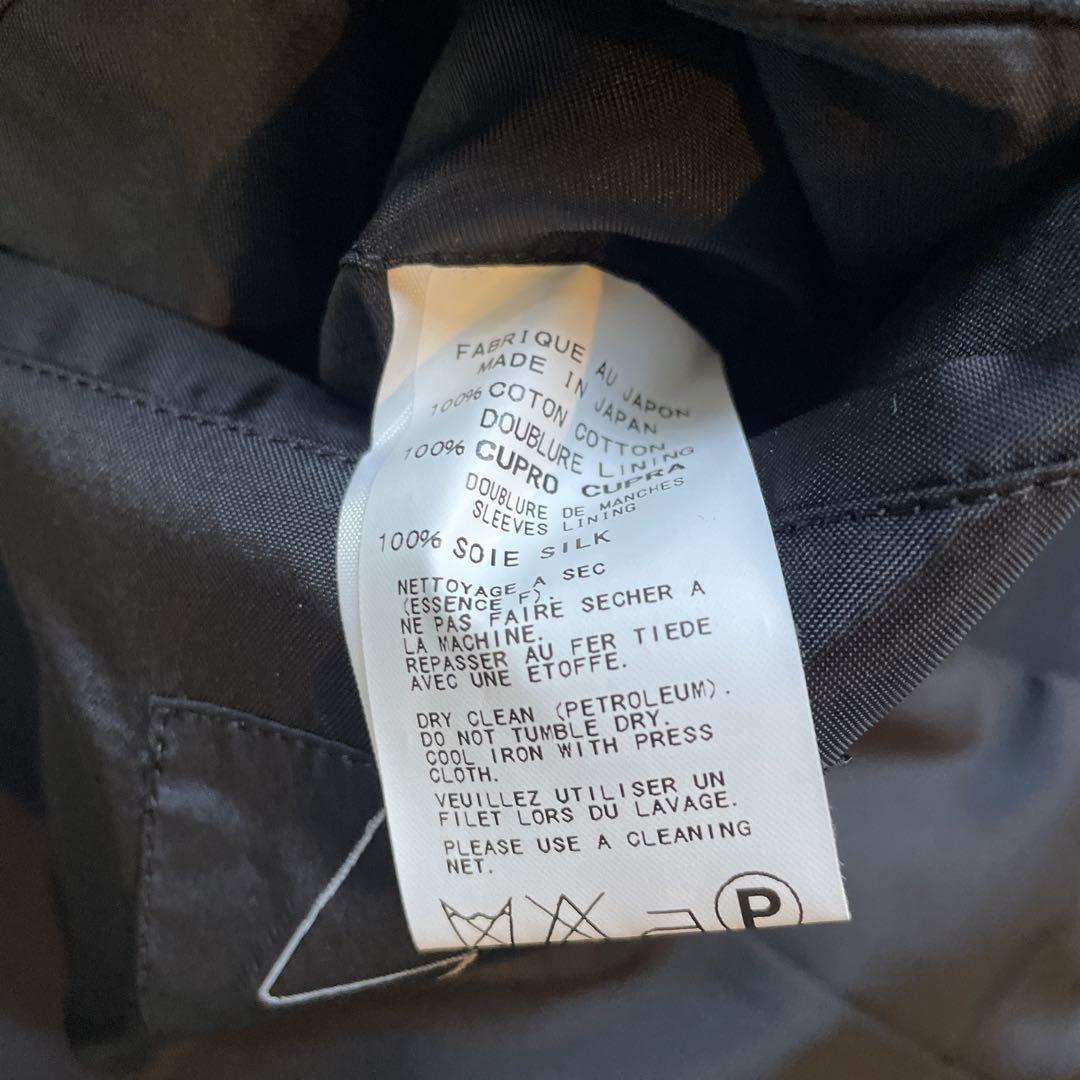 FABRIQUE AU JAPON
MADE IN JAPAN
100% COTON COTTON
DOUBLURE LINING
100% CUPRO CUPRA
DOUBLURE DE MANCHES
SLEEVES LINING
100% SOIE SILK
NETTOYAGE A SEC
(ESSENCE F).
NE PAS FAIRE SECHER A
LA MACHINE.
REPASSER AU FER TIEDE
AVEC UNE ETOFFE.
DRY CLEAN (PETROLEUM).
DO NOT TUMBLE DRY.
COOL IRON WITH PRESS
CLOTH.
VEUILLEZ UTILISER UN
FILET LORS DU LAVAGE.
PLEASE USE A CLEANING
NET.
P